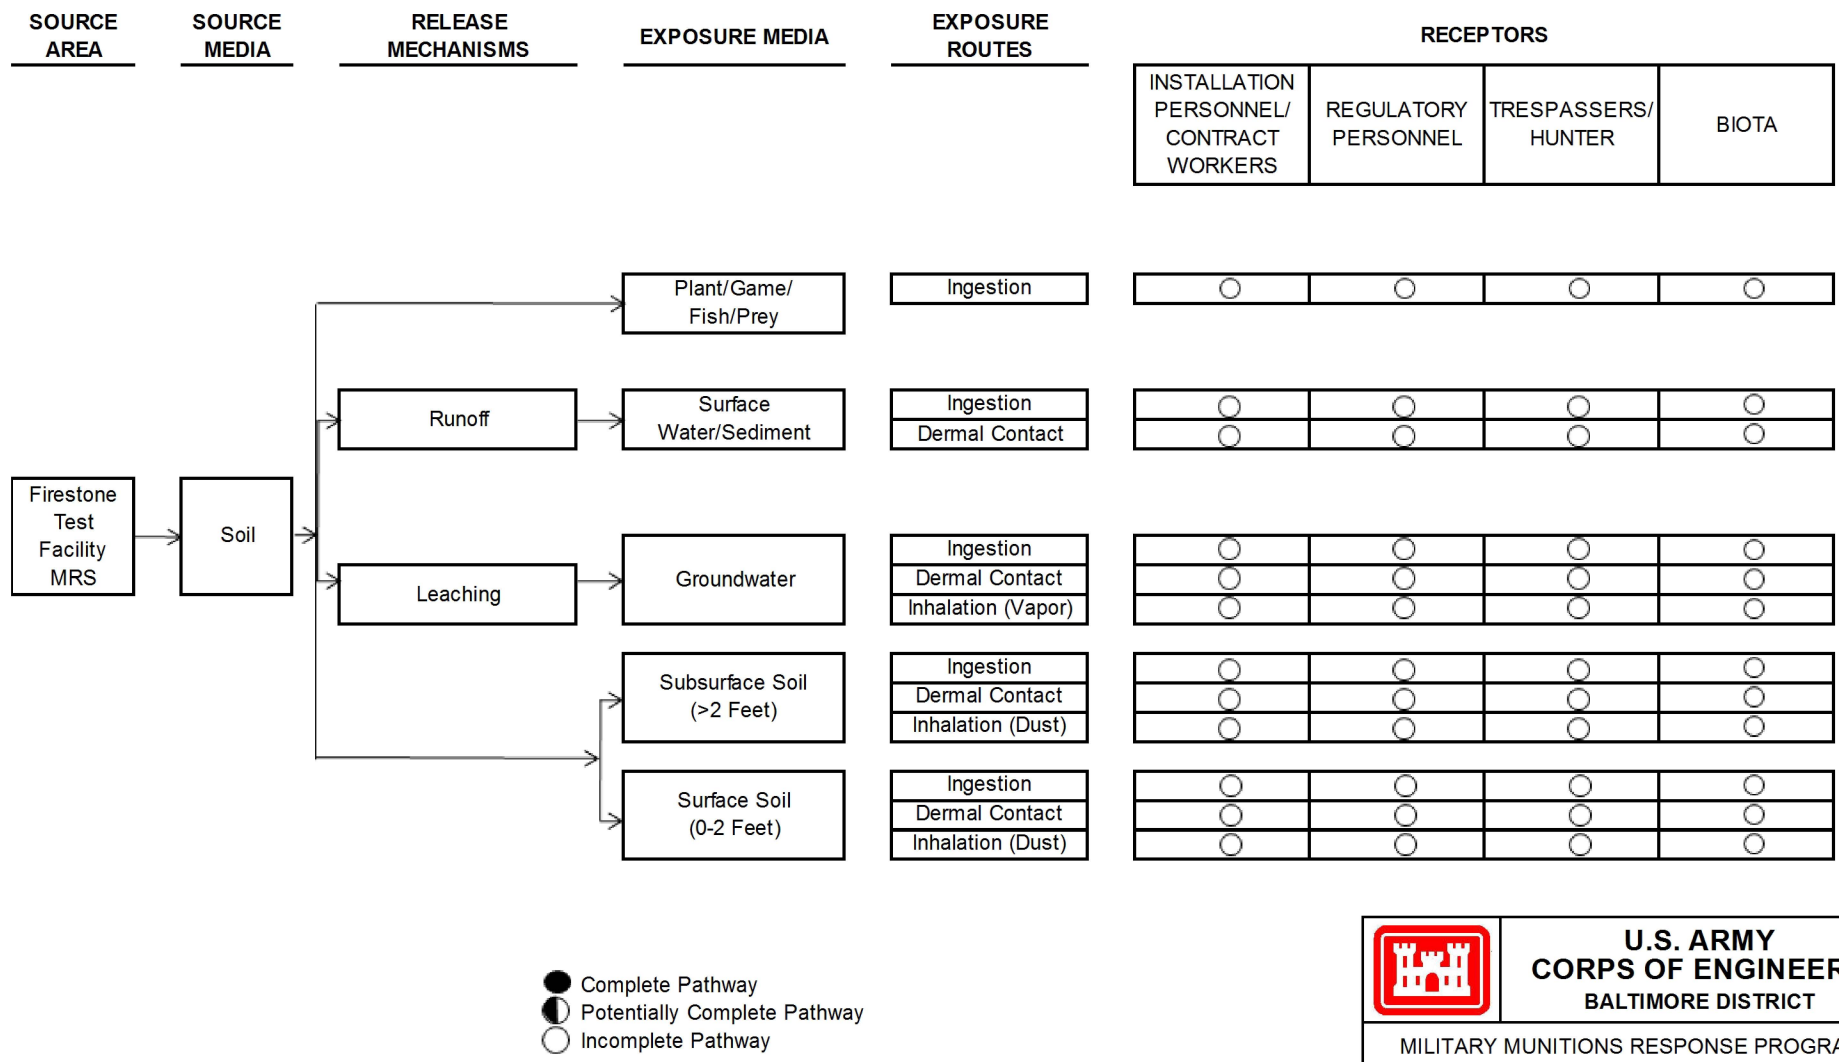 SOURCE
AREA
SOURCE
MEDIA
RELEASE
MECHANISMS
EXPOSURE MEDIA
EXPOSURE
ROUTES
RECEPTORS
INSTALLATION
PERSONNEL/
CONTRACT
WORKERS
REGULATORY
PERSONNEL
TRESPASSERS/
HUNTER
BIOTA
Plant/Game/
Fish/Prey
Ingestion
Runoff
Surface
Water/Sediment
Ingestion
Dermal Contact
Firestone
Test
Facility
MRS
Soil
Leaching
Groundwater
Ingestion
Dermal Contact
Inhalation (Vapor)
Subsurface Soil
(>2 Feet)
Ingestion
Dermal Contact
Inhalation (Dust)
Surface Soil
(0-2 Feet)
Ingestion
Dermal Contact
Inhalation (Dust)
Complete Pathway
Potentially Complete Pathway
Incomplete Pathway
U.S. ARMY
CORPS OF ENGINEER
BALTIMORE DISTRICT
MILITARY MUNITIONS RESPONSE PROGRA